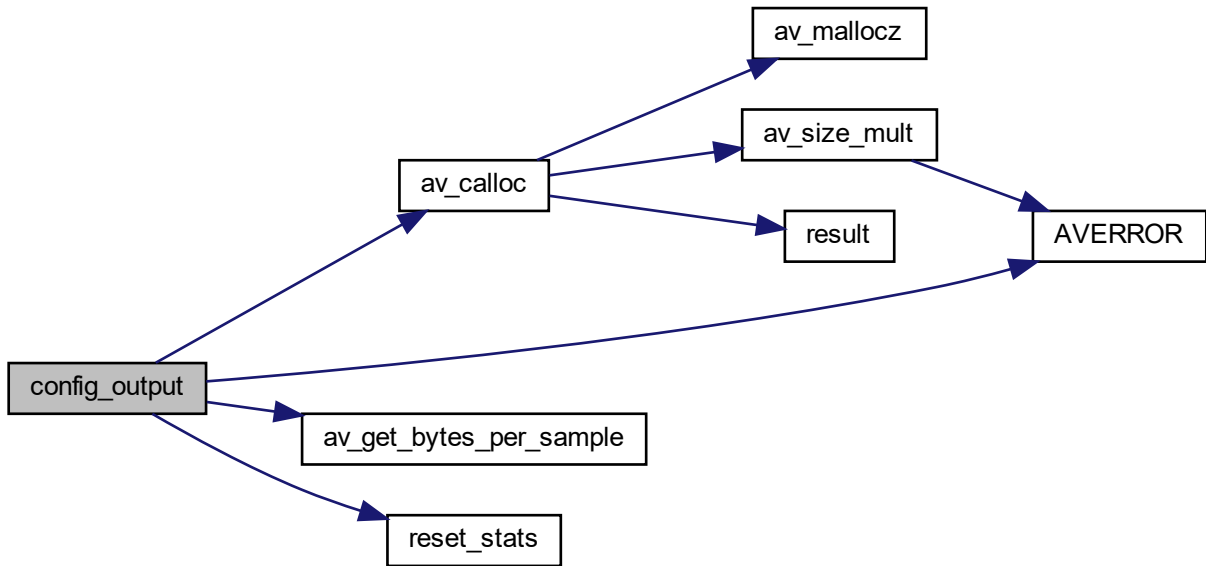 av_mallocz
av_size_mult
av_calloc
result
AVERROR
config_output
av_get_bytes_per_sample
reset_stats